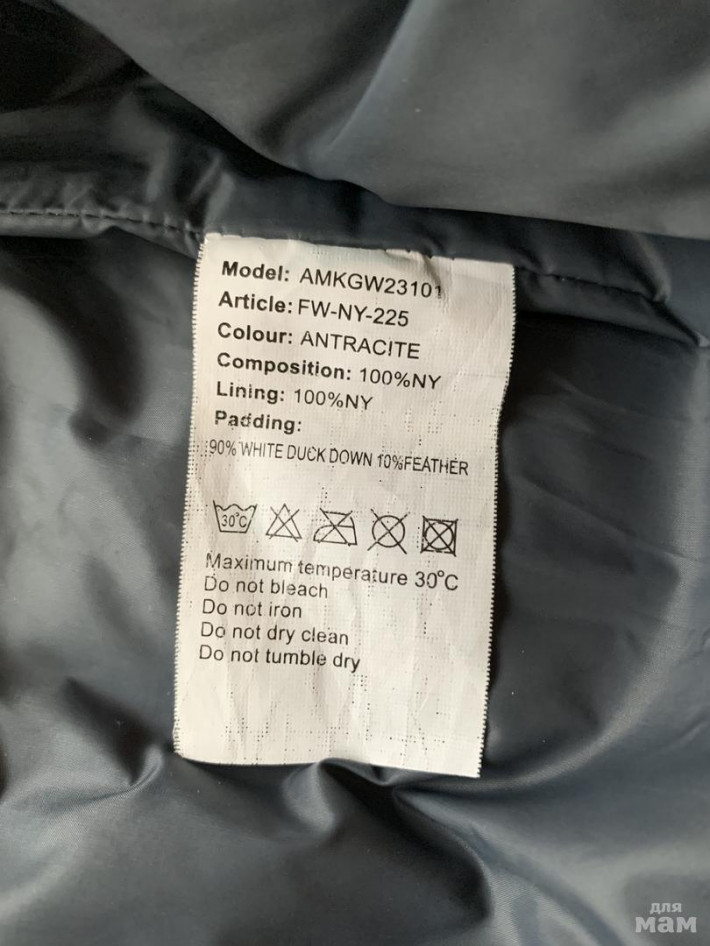 Model: AMKGW23101
Article: FW-NY-225
Colour: ANTRACITE
Composition: 100%NY
Lining: 100%NY
Padding:
90% WHITE DUCK DOWN 10%FEATHER
30°C
Maximum temperature 30°C
Do not bleach
Do not iron
Do not dry clean
Do not tumble dry
для
мам